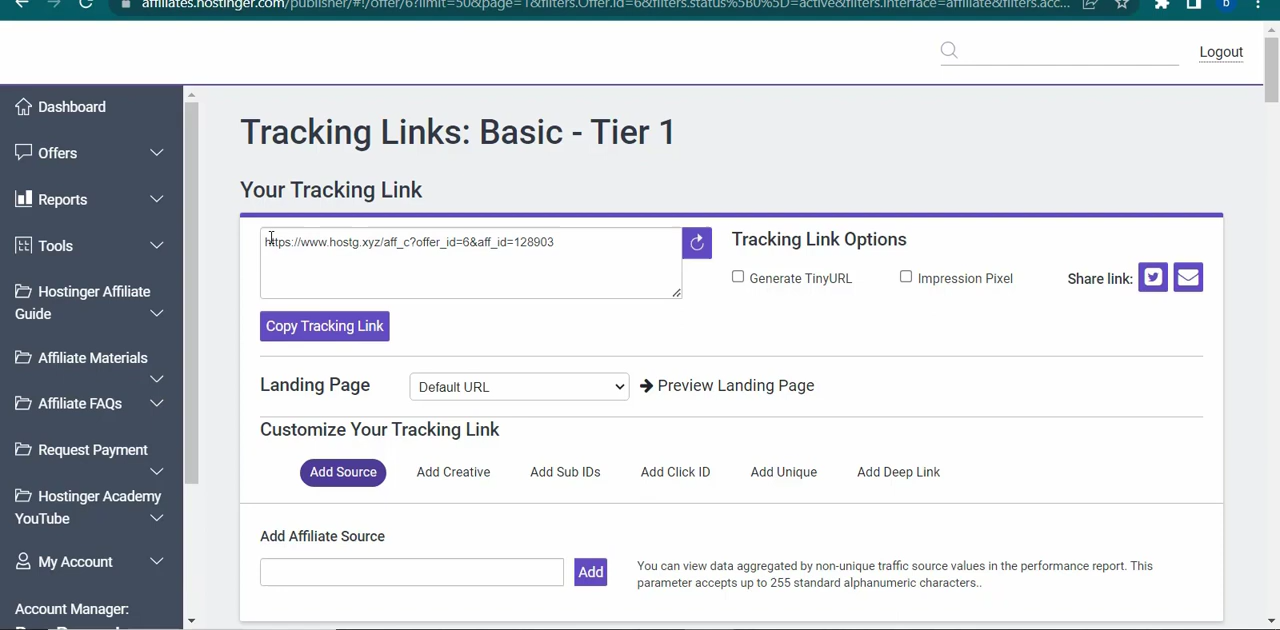 affiliates.hostinger.com/publisher/#!/offer/6?limit=50&page=1&filters.Offer.id=6&filters.status%5B0%5D=active&filters.interface=affiliate&filters.acc...
b
Logout
Dashboard
Offers
Reports
Tools
Hostinger Affiliate
Guide
Affiliate Materials
Affiliate FAQs
Request Payment
Hostinger Academy
YouTube
My Account
Account Manager:
Tracking Links: Basic - Tier 1
Your Tracking Link
https://www.hostg.xyz/aff_c?offer_id=6&aff_id=128903
Copy Tracking Link
Tracking Link Options
Generate TinyURL
Impression Pixel
Share link:
Landing Page
Default URL
Preview Landing Page
Customize Your Tracking Link
Add Source
Add Creative
Add Sub IDs
Add Click ID
Add Unique
Add Deep Link
Add Affiliate Source
Add
You can view data aggregated by non-unique traffic source values in the performance report. This
parameter accepts up to 255 standard alphanumeric characters..